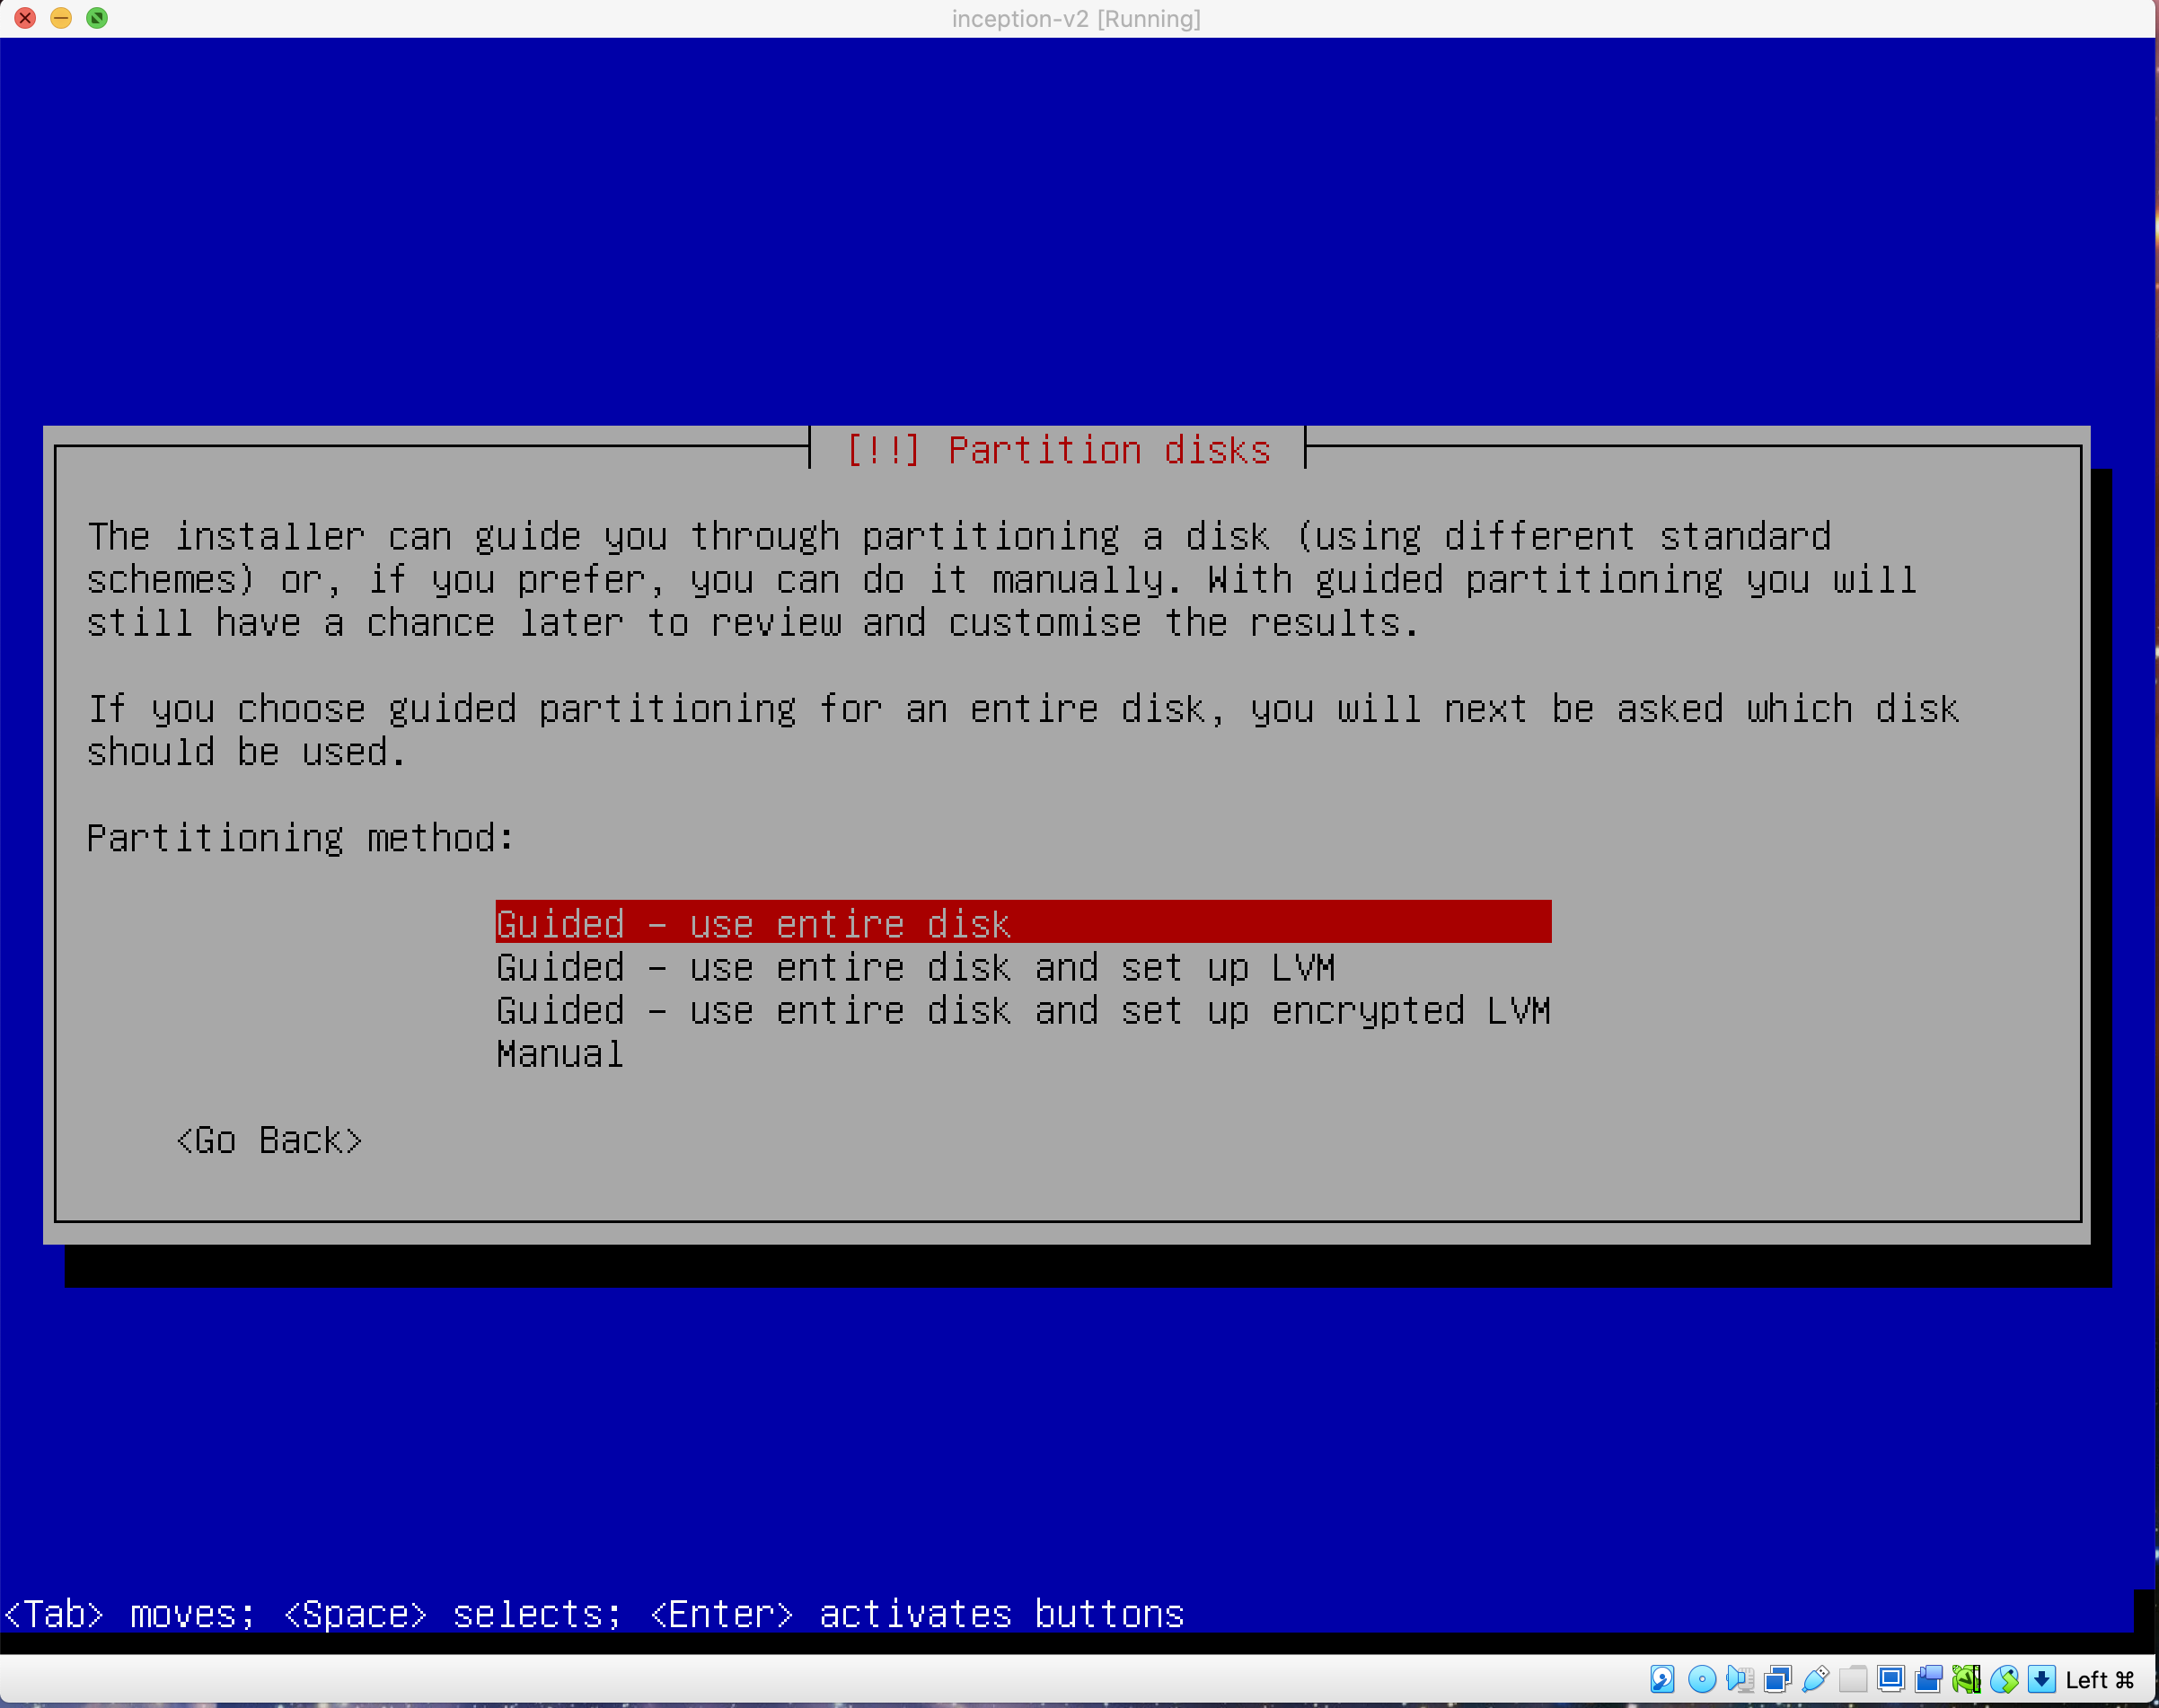 inception-v2 [Running]
[!!] Partition disks
The installer can guide you through partitioning a disk (using different standard
schemes) or, if you prefer, you can do it manually. With guided partitioning you will
still have a chance later to review and customise the results.
If you choose guided partitioning for an entire disk, you will next be asked which disk
should be used.
Partitioning method:
Guided - use entire disk
Guided - use entire disk and set up LVM
Guided - use entire disk and set up encrypted LVM
Manual
<Go Back>
<Tab> moves; <Space> selects; <Enter> activates buttons
Left ⌘